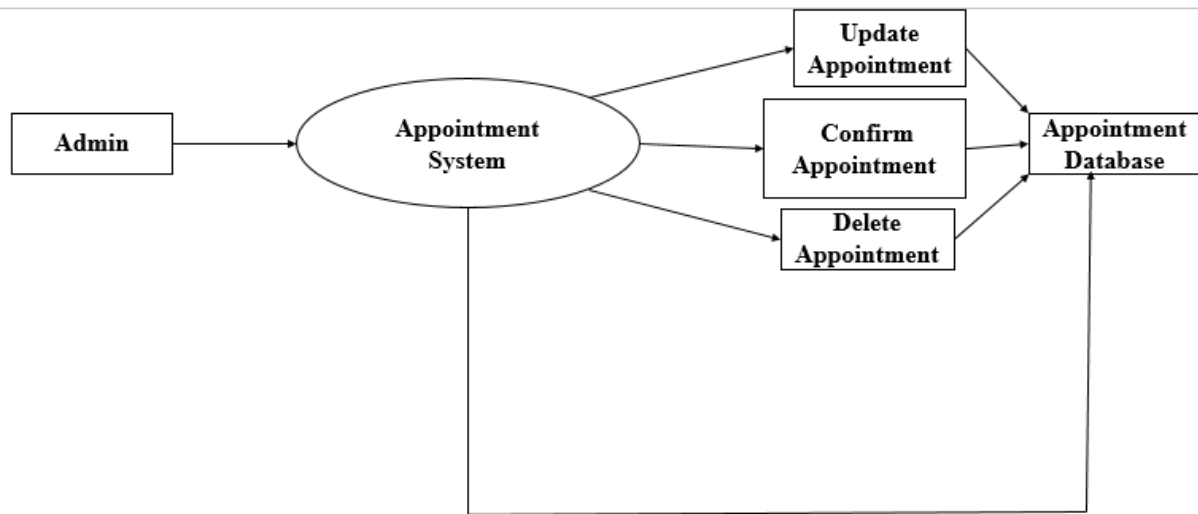 Admin
Appointment
System
Update
Appointment
Confirm
Appointment
Delete
Appointment
Appointment
Database